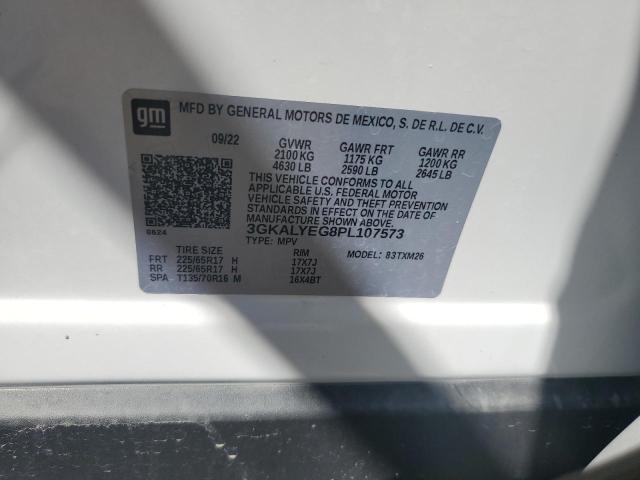 gm
MFD BY GENERAL MOTORS DE MEXICO, S. DE R.L. DE C.V.
09/22 GVWR GAWR FRT GAWR RR
2100 KG 1175 KG 1200 KG
4630 LB 2590 LB 2645 LB
THIS VEHICLE CONFORMS TO ALL
APPLICABLE U.S. FEDERAL MOTOR
VEHICLE SAFETY AND THEFT PREVENTION
STANDARDS IN EFFECT ON THE DATE OF
MANUFACTURE SHOWN ABOVE.
0624 3GKALYEG8PL107573
TYPE: MPV MODEL: 83TXM26
TIRE SIZE RIM
FRT 225/65R17 H 17X7J
RR 225/65R17 H 17X7J
SPA T135/70R16 M 16X4BT